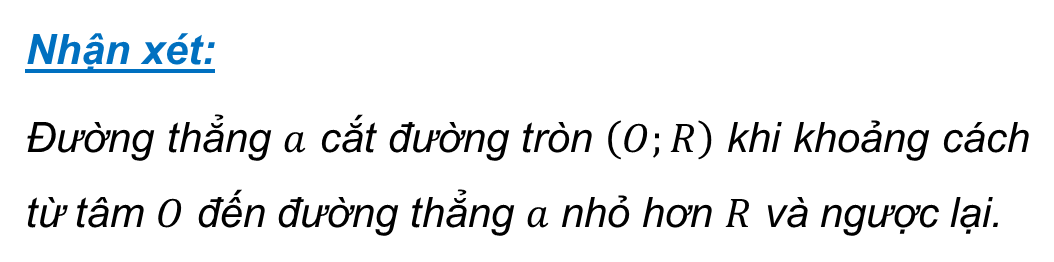 Nhận xét:
Đường thẳng a cắt đường tròn (O; R) khi khoảng cách
từ tâm O đến đường thẳng a nhỏ hơn R và ngược lại.